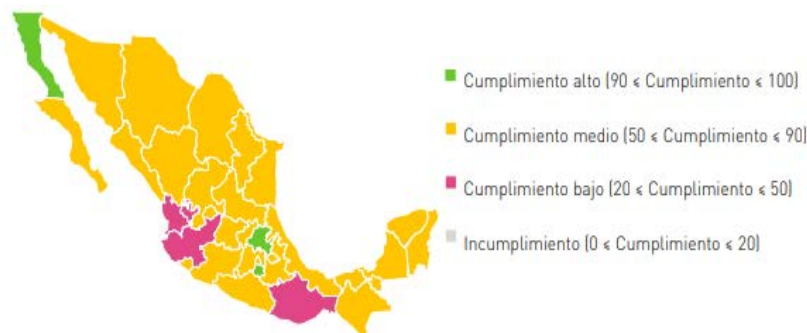 Cumplimiento alto (90 < Cumplimiento ≤ 100)
Cumplimiento medio (50 < Cumplimiento ≤ 90)
Cumplimiento bajo (20 < Cumplimiento ≤ 50)
Incumplimiento (0 ≤ Cumplimiento ≤ 20)